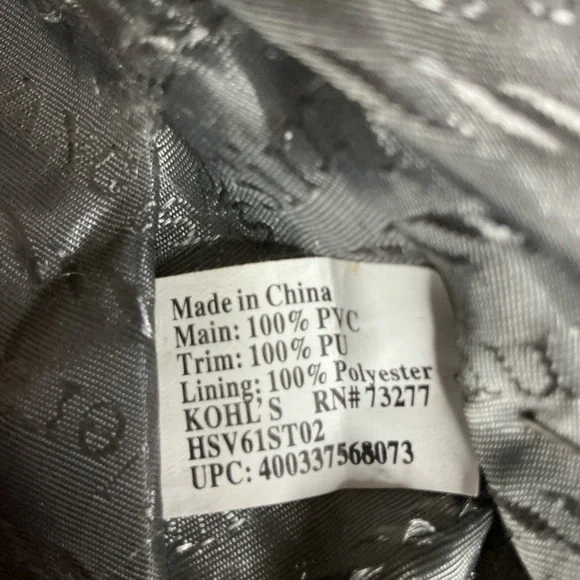 Made in China
Main: 100% PVC
Trim: 100% PU
Lining: 100% Polyester
KOHL'S RN# 73277
HSV61ST02
UPC: 400337568073